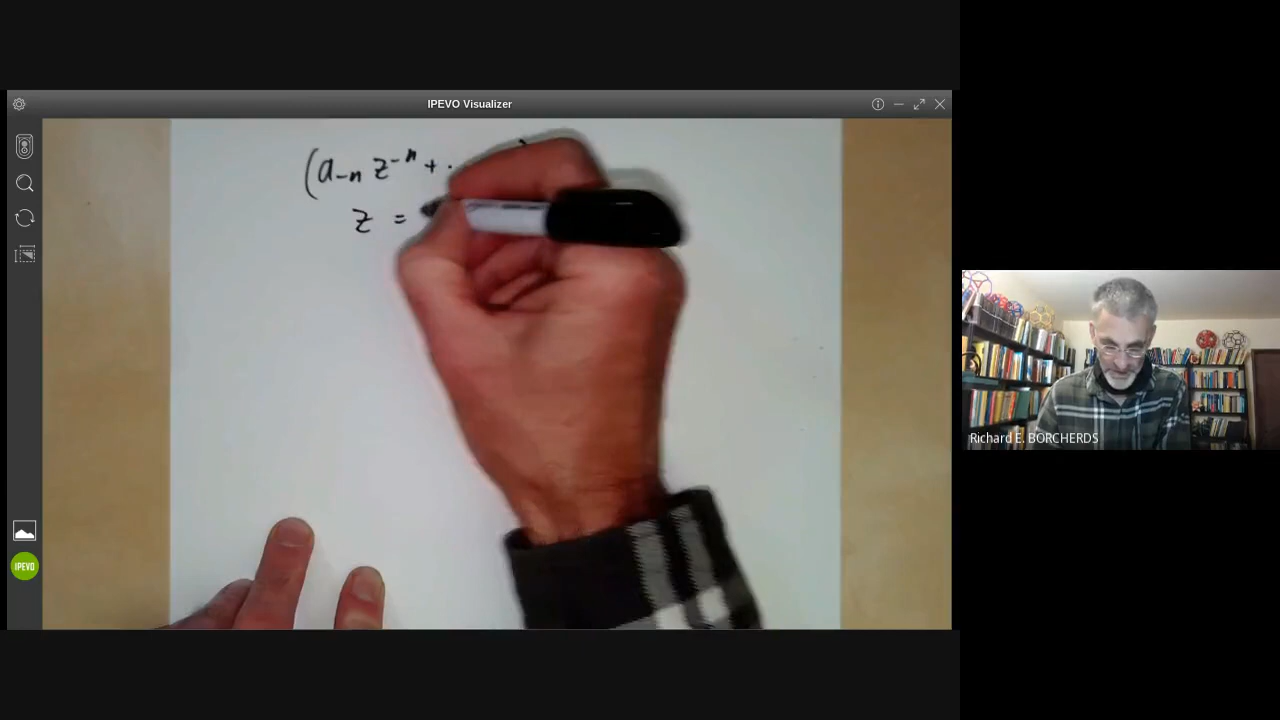 IPEVO Visualizer
(a₋ₙ z⁻ⁿ + ·
z =
IPEVO
Richard E. BORCHERDS